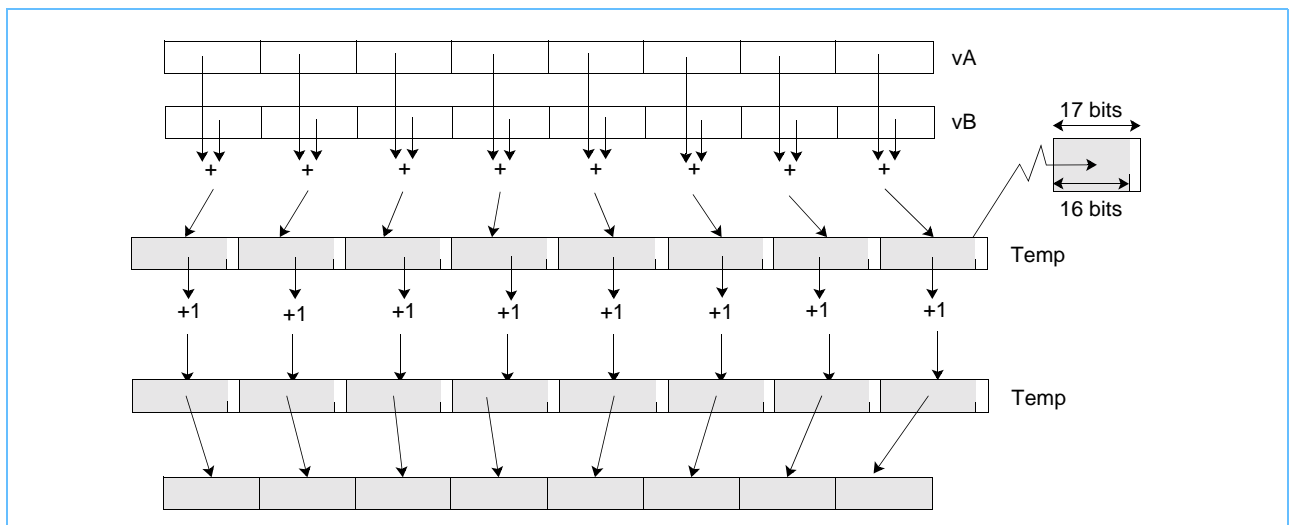 vA
vB
17 bits
+ + + + + + + +
16 bits
Temp
+1 +1 +1 +1 +1 +1 +1 +1
Temp